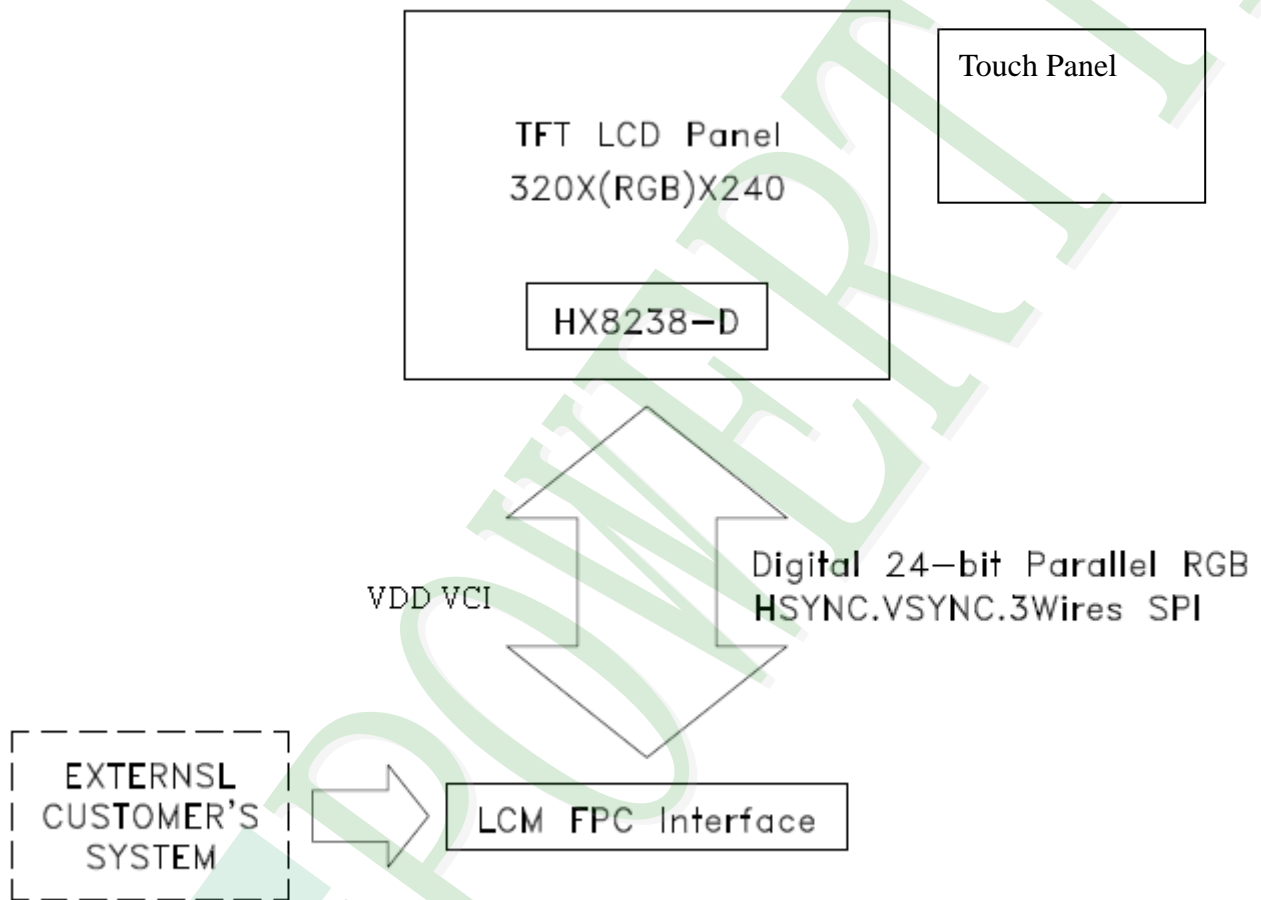 TFT LCD Panel
320X(RGB)X240
HX8238-D
Touch Panel
VDD VCI
Digital 24-bit Parallel RGB
HSYNC.VSYNC.3Wires SPI
EXTERNSL
CUSTOMER'S
SYSTEM
LCM FPC Interface
POWERT